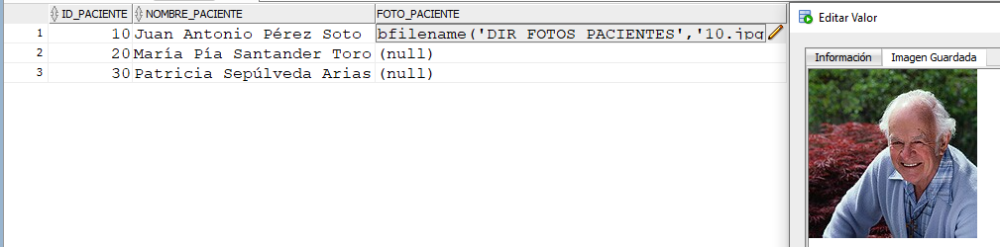 ID_PACIENTE NOMBRE_PACIENTE FOTO_PACIENTE
1 10 Juan Antonio Pérez Soto bfilename('DIR FOTOS PACIENTES','10.jpg
2 20 María Pía Santander Toro (null)
3 30 Patricia Sepúlveda Arias (null)
Editar Valor
Información Imagen Guardada